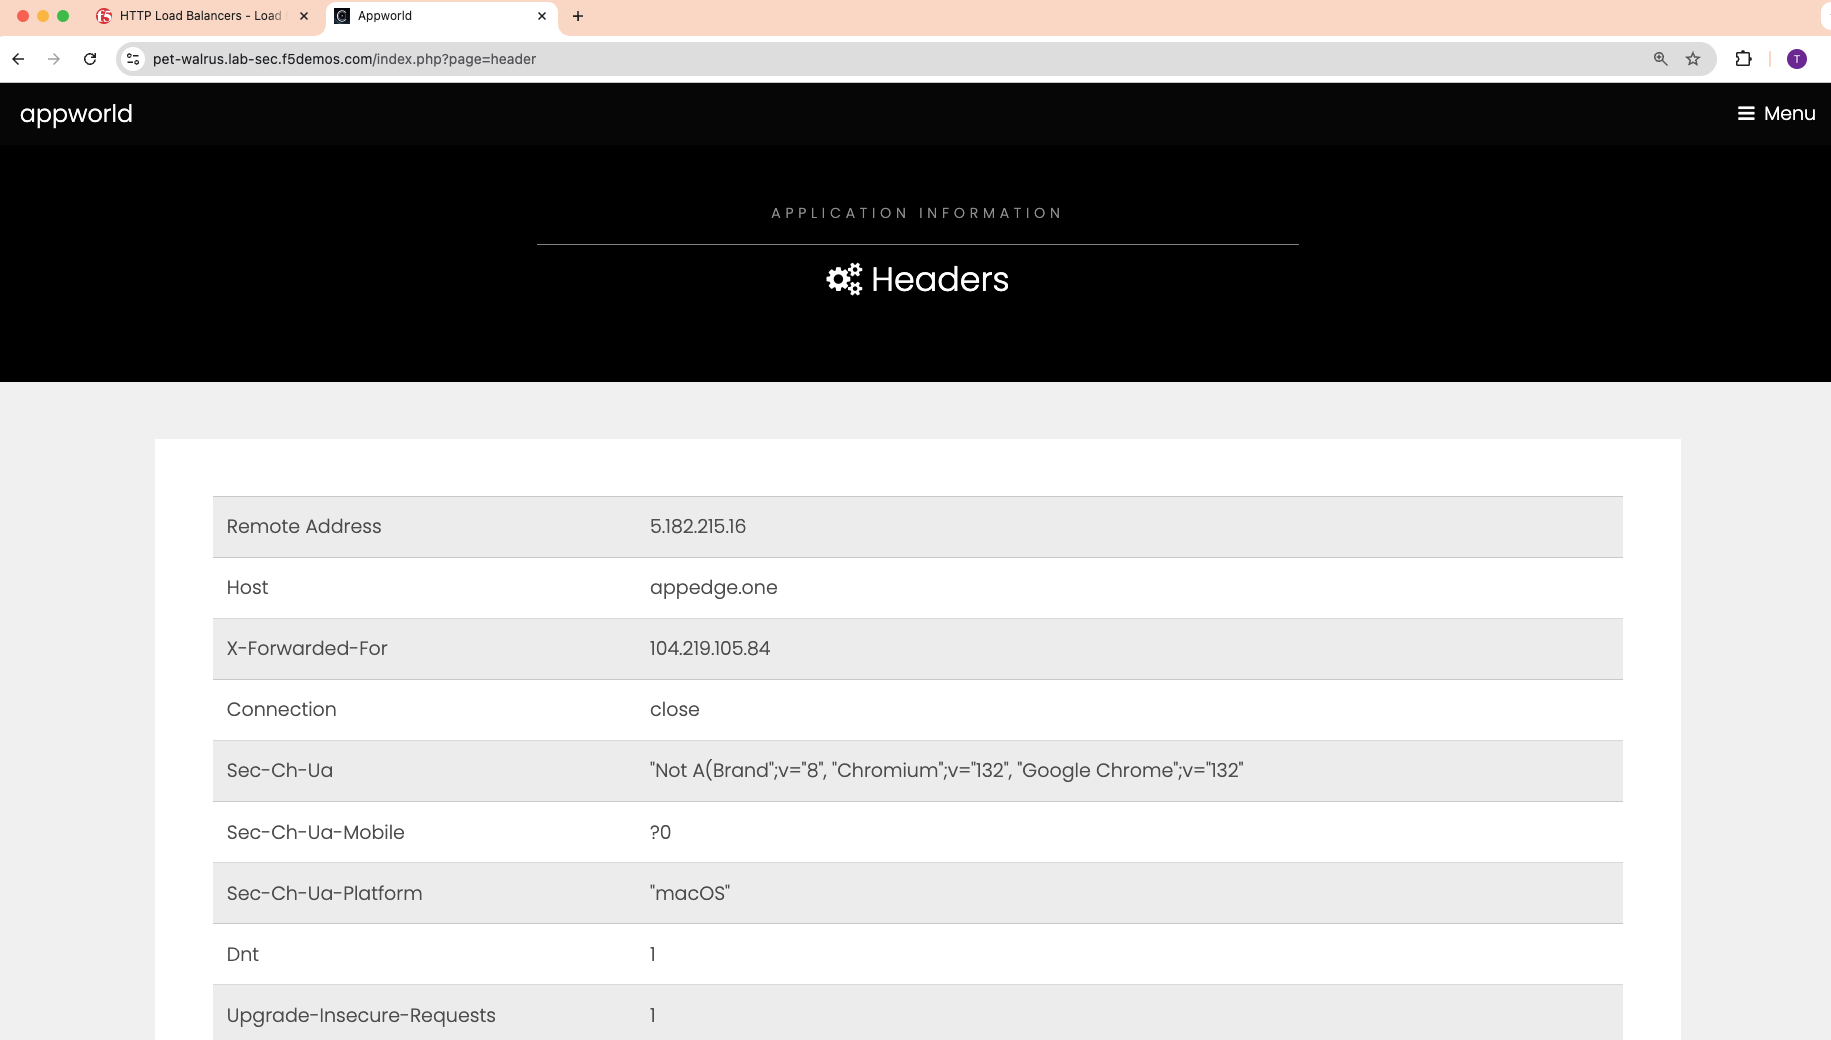 HTTP Load Balancers - Load
Appworld
pet-walrus.lab-sec.f5demos.com/index.php?page=header
T
appworld
Menu
APPLICATION INFORMATION
Headers
Remote Address 5.182.215.16
Host appedge.one
X-Forwarded-For 104.219.105.84
Connection close
Sec-Ch-Ua "Not A(Brand";v="8", "Chromium";v="132", "Google Chrome";v="132"
Sec-Ch-Ua-Mobile ?0
Sec-Ch-Ua-Platform "macOS"
Dnt 1
Upgrade-Insecure-Requests 1